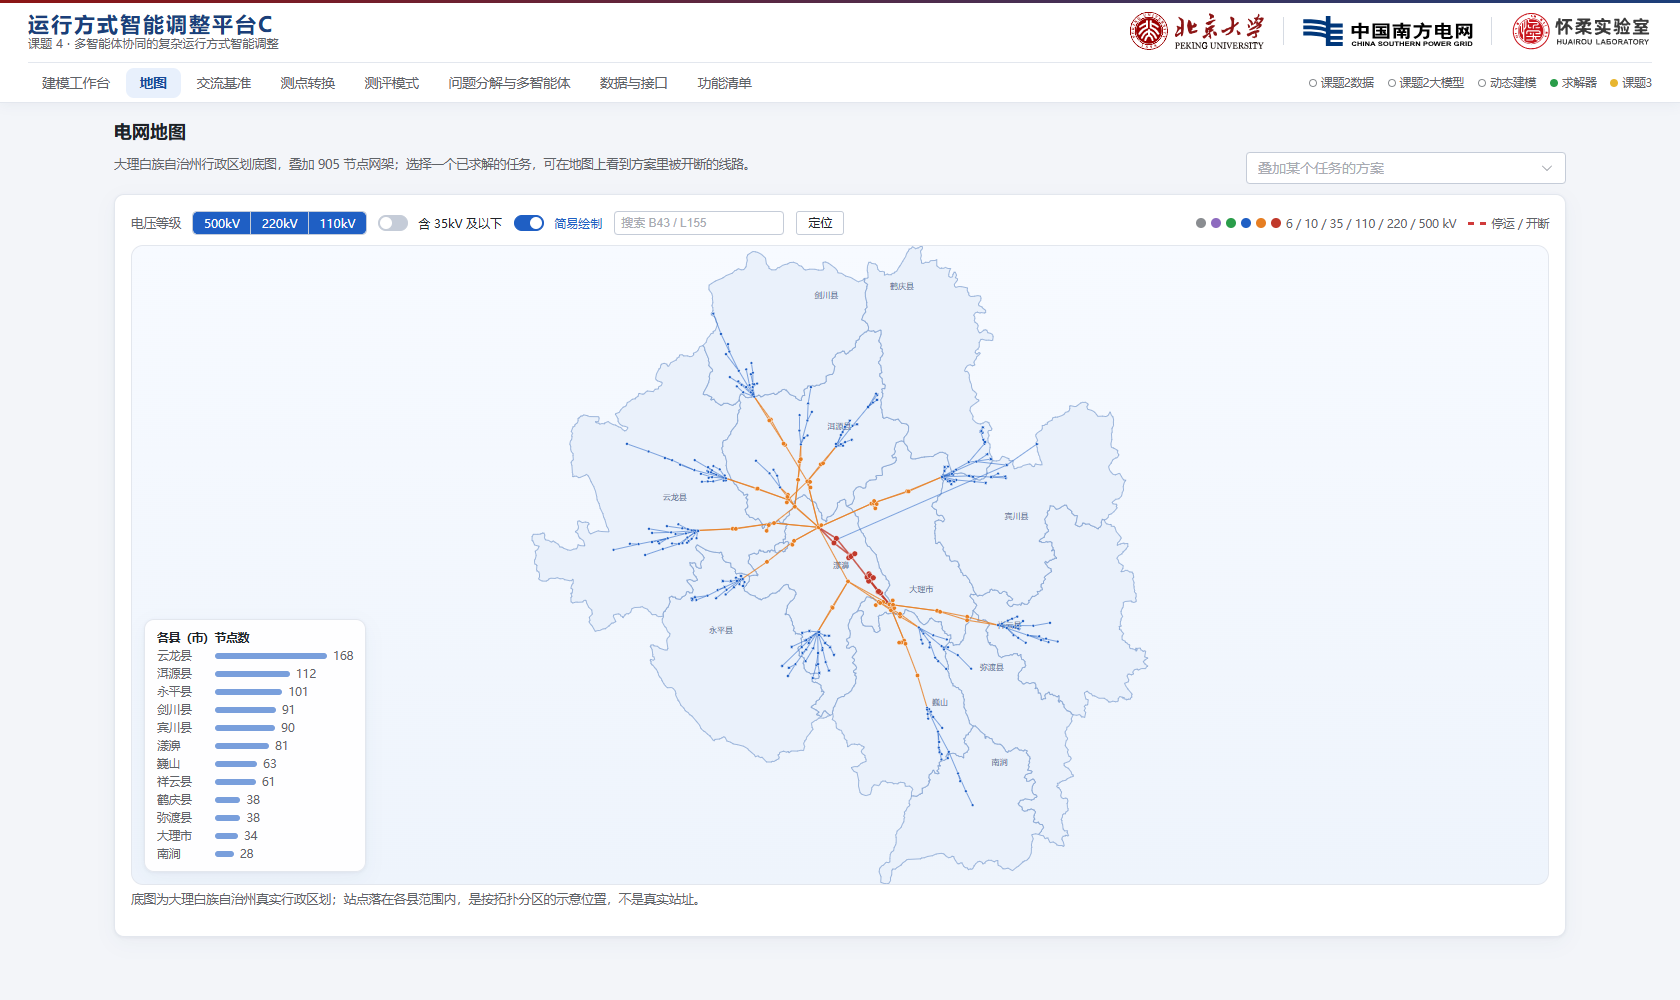 运行方式智能调整平台C
课题 4 · 多智能体协同的复杂运行方式智能调整
北京大学
PEKING UNIVERSITY
中国南方电网
CHINA SOUTHERN POWER GRID
怀柔实验室
HUAIROU LABORATORY
建模工作台 地图 交流基准 测点转换 测评模式 问题分解与多智能体 数据与接口 功能清单
课题2数据 课题2大模型 动态建模 求解器 课题3
电网地图
大理白族自治州行政区划底图，叠加 905 节点网架；选择一个已求解的任务，可在地图上看到方案里被开断的线路。
叠加某个任务的方案
电压等级 500kV 220kV 110kV 含 35kV 及以下 简易绘制 搜索 B43 / L155 定位
6 / 10 / 35 / 110 / 220 / 500 kV 停运 / 开断
鹤庆县
剑川县
洱源县
云龙县
宾川县
漾濞
大理市
永平县
弥渡县
巍山
南涧
各县（市）节点数
云龙县 168
洱源县 112
永平县 101
剑川县 91
宾川县 90
漾濞 81
巍山 63
祥云县 61
鹤庆县 38
弥渡县 38
大理市 34
南涧 28
底图为大理白族自治州真实行政区划；站点落在各县范围内，是按拓扑分区的示意位置，不是真实站址。